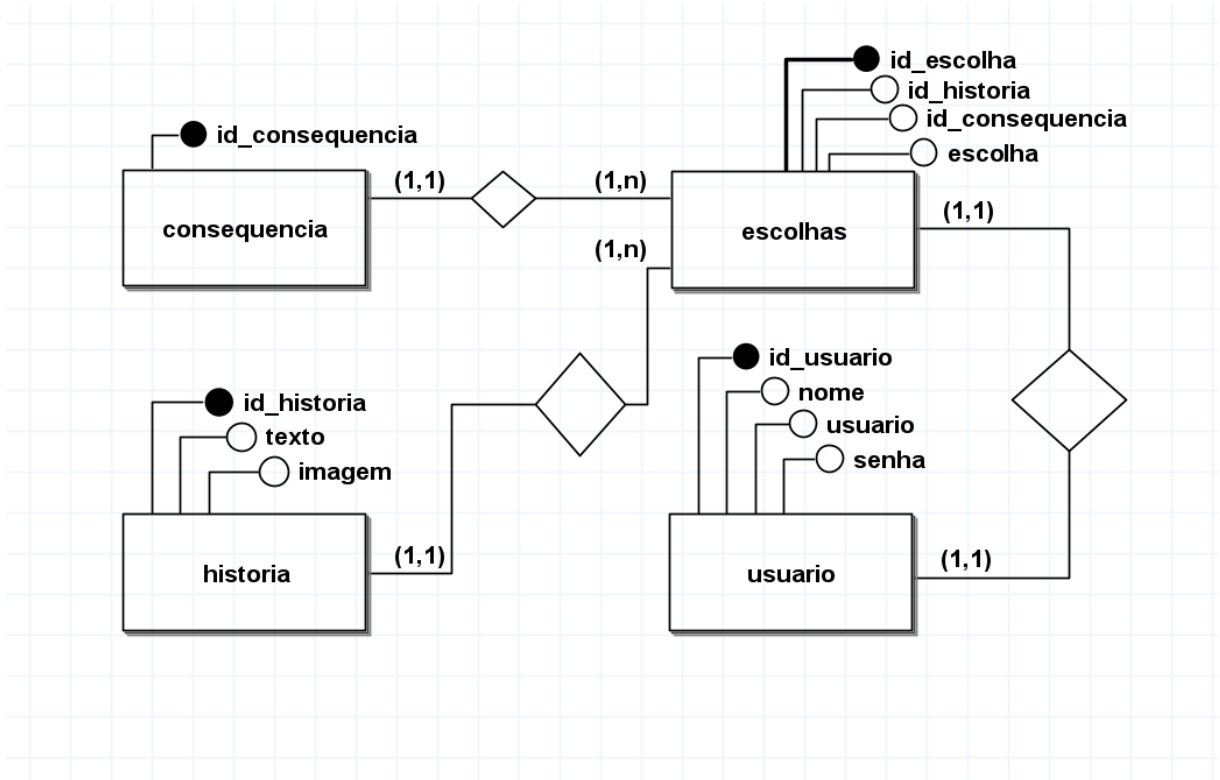 id_escolha
id_historia
id_consequencia
escolha
id_consequencia
(1,1)
(1,n)
consequencia
escolhas
(1,1)
(1,n)
id_usuario
nome
usuario
senha
id_historia
texto
imagem
(1,1)
historia
usuario
(1,1)